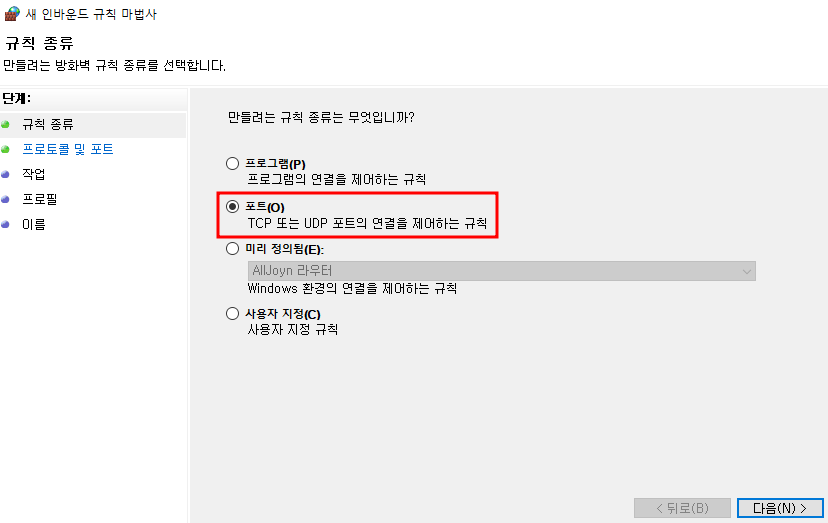 새 인바운드 규칙 마법사
규칙 종류
만들려는 방화벽 규칙 종류를 선택합니다.
단계:
규칙 종류
프로토콜 및 포트
작업
프로필
이름
만들려는 규칙 종류는 무엇입니까?
프로그램(P)
프로그램의 연결을 제어하는 규칙
포트(O)
TCP 또는 UDP 포트의 연결을 제어하는 규칙
미리 정의됨(E):
AllJoyn 라우터
Windows 환경의 연결을 제어하는 규칙
사용자 지정(C)
사용자 지정 규칙
< 뒤로(B)
다음(N) >